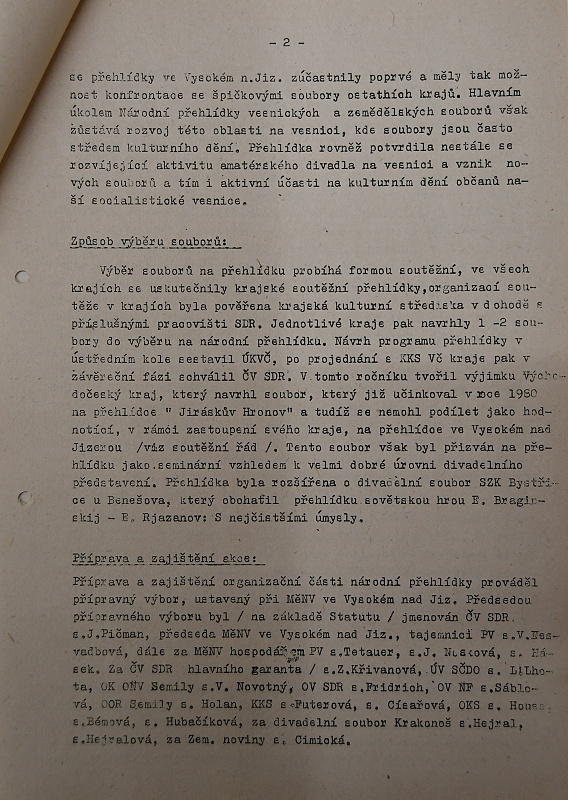 - 2 -
se přehlídky ve Vysokém n.Jiz. zúčastnily poprvé a měly tak mož-
nost konfrontace se špičkovými soubory ostatních krajů. Hlavním
úkolem Národní přehlídky vesnických a zemědělských souborů však
zůstává rozvoj této oblasti na vesnici, kde soubory jsou často
středem kulturního dění. Přehlídka rovněž potvrdila nestále se
rozvíjející aktivitu amatérského divadla na vesnici a vznik no-
vých souborů a tím i aktivní účasti na kulturním dění občanů na-
ší socialistické vesnice.
Způsob výběru souborů:
Výběr souborů na přehlídku probíhá formou soutěžní, ve všech
krajích se uskutečnily krajské soutěžní přehlídky,organizací sou-
těže v krajích byla pověřena krajská kulturní střediska v dohodě s
příslušnými pracovišti SDR. Jednotlivé kraje pak navrhly 1 -2 sou-
bory do výběru na národní přehlídku. Návrh programu přehlídky v
ústředním kole sestavil ÚKVČ, po projednání s KKS Vč kraje pak v
závěreční fázi schválil ČV SDR. V tomto ročníku tvořil výjimku Výcho-
dočeský kraj, který navrhl soubor, který již učinkoval v roce 1980
na přehlídce " Jiráskův Hronov" a tudíž se nemohl podílet jako hod-
notící, v rámci zastoupení svého kraje, na přehlídce ve Vysokém nad
Jizerou /viz soutěžní řád /. Tento soubor však byl přizván na pře-
hlídku jako seminární vzhledem k velmi dobré úrovni divadelního
představení. Přehlídka byla rozšířena o divadelní soubor SZK Bystři-
ce u Benešova, který obohatil přehlídku sovětskou hrou E. Bragin-
skij - E. Rjazanov: S nejčistšími úmysly.
Příprava a zajištění akce:
Příprava a zajištění organizační části národní přehlídky prováděl
přípravný výbor, ustavený při MěNV ve Vysokém nad Jiz. Předsedou
přípravného výboru byl / na základě Statutu / jmenován ČV SDR
s.J.Pičman, předseda MěNV ve Vysokém nad Jiz., tajemnicí PV s.V.Nes-
vadbová, dále za MěNV hospodářem PV s.Tetauer, s.J. Nosková, s. Há-
sek. Za ČV SDR hlavního garanta / s.Z.Křivanová, ÚV SČDO s. L.Lho-
ta, OK ONV Semily s.V. Novotný, OV SDR s.Fridrich, OV NF s.Sáblo-
vá, OOR Semily s. Holan, KKS s.Futerová, s. Císařová, OKS s.
s.Bémová, s. Hubačíková, za divadelní soubor Krakonoš s.Hejral,
s.Hejralová, za Zem. noviny s. Cimická.